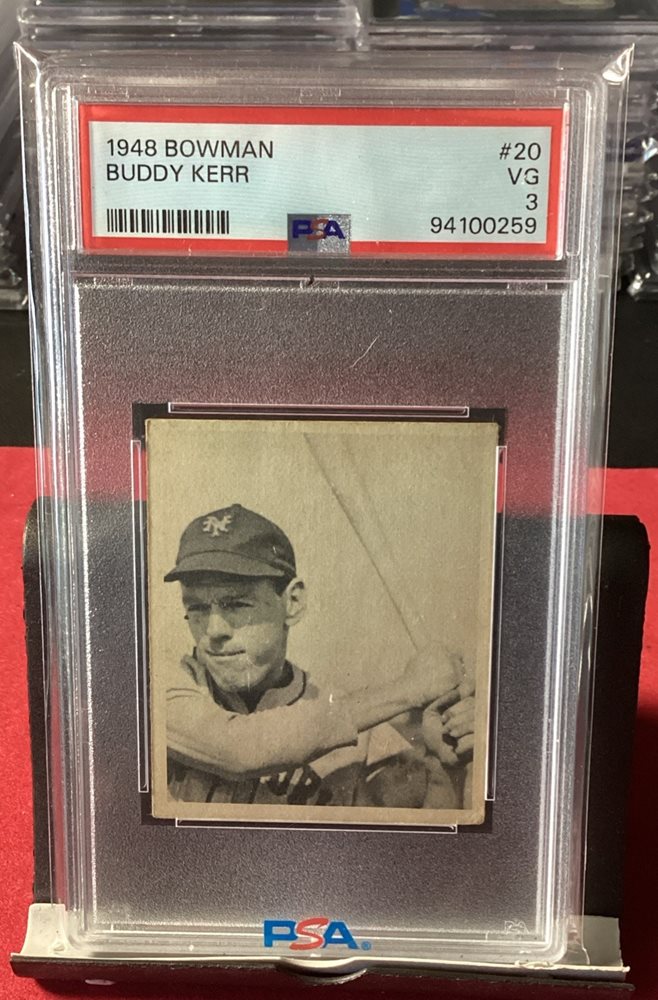 1948 BOWMAN #20
BUDDY KERR VG
3
PSA 94100259
NY
PSA®